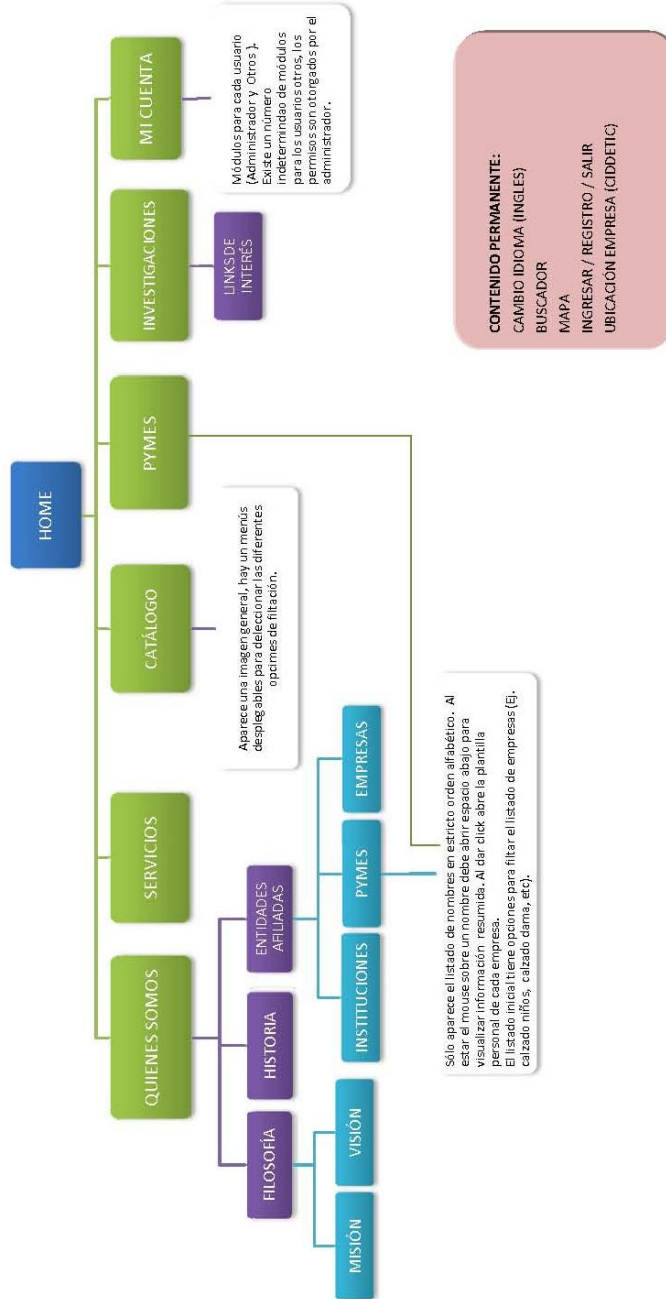 HOME
QUIENES SOMOS
SERVICIOS
CATÁLOGO
PYMES
INVESTIGACIONES
MI CUENTA
FILOSOFÍA
HISTORIA
ENTIDADES
AFILIADAS
Aparece una imagen general, hay un menús
desplegables para deleccionar las diferentes
opcimes de filtación.
LINKS DE
INTERÉS
Módulos para cada usuario
(Administrador y Otros ).
Existe un número
indetermindao de módulos
para los usuarios otros, los
permisos son otorgados por el
administrador.
MISIÓN
VISIÓN
INSTITUCIONES
PYMES
EMPRESAS
Sólo aparece el listado de nombres en estricto orden alfabético. Al
estar el mouse sobre un nombre debe abrir espacio abajo para
visualizar información resumida. Al dar click abre la plantilla
personal de cada empresa.
El listado inicial tiene opciones para filtar el listado de empresas (Ej.
calzado niños, calzado dama, etc).
CONTENIDO PERMANENTE:
CAMBIO IDIOMA (INGLES)
BUSCADOR
MAPA
INGRESAR / REGISTRO / SALIR
UBICACIÓN EMPRESA (CIDDETIC)